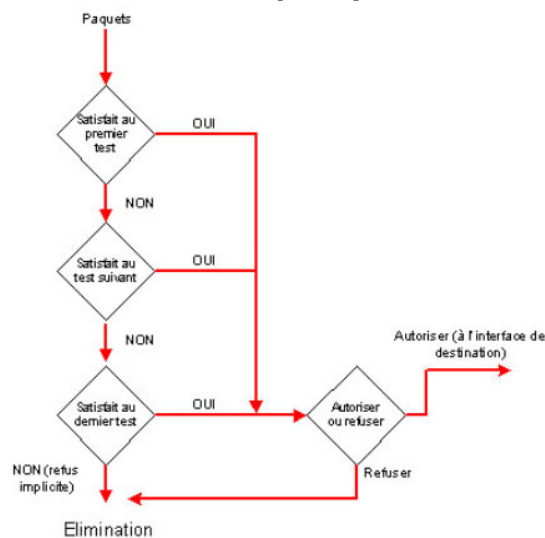 Paquets
Satisfait au
premier
test
OUI
NON
Satisfait au
test suivant
OUI
NON
Autoriser (à l'interface de
destination)
Satisfait au
dernier test
OUI
Autoriser
ou refuser
NON (refus
implicite)
Refuser
Elimination